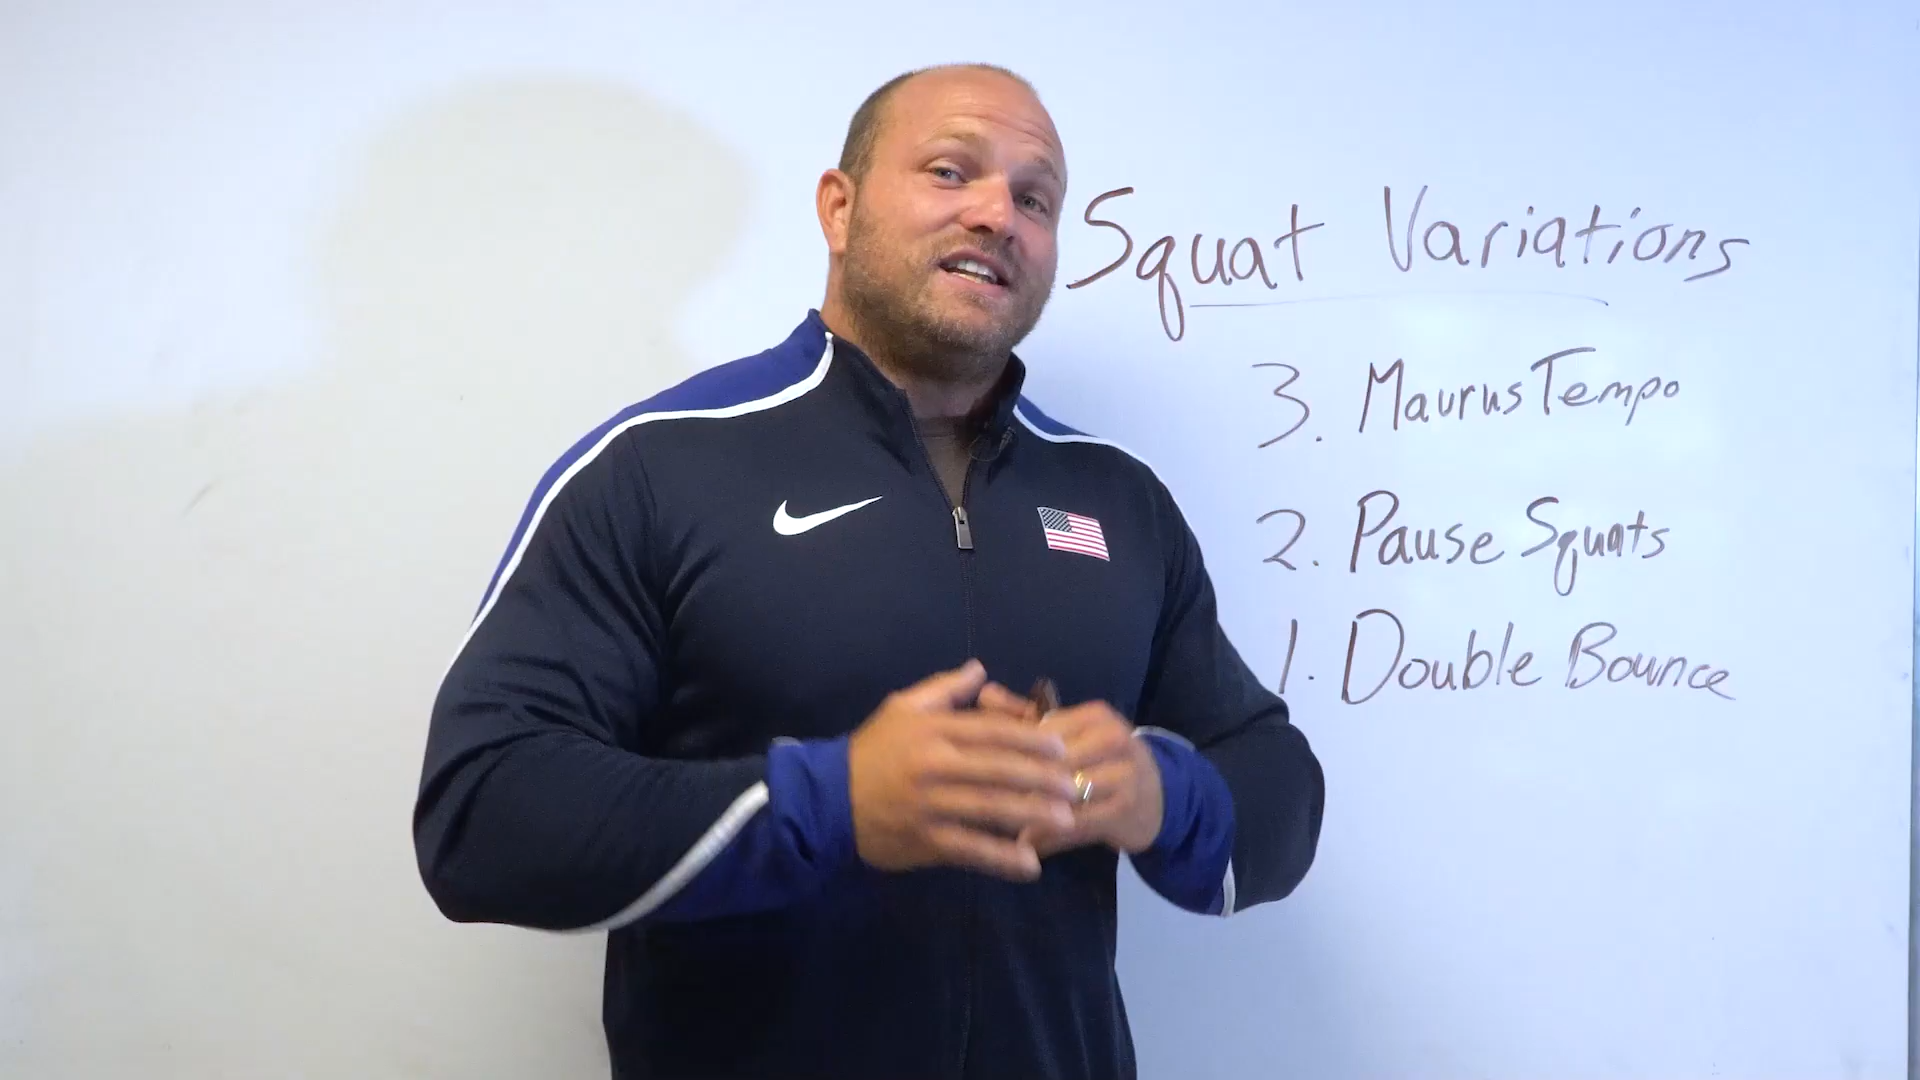 Squat Variations
3. Maurus Tempo
2. Pause Squats
1. Double Bounce